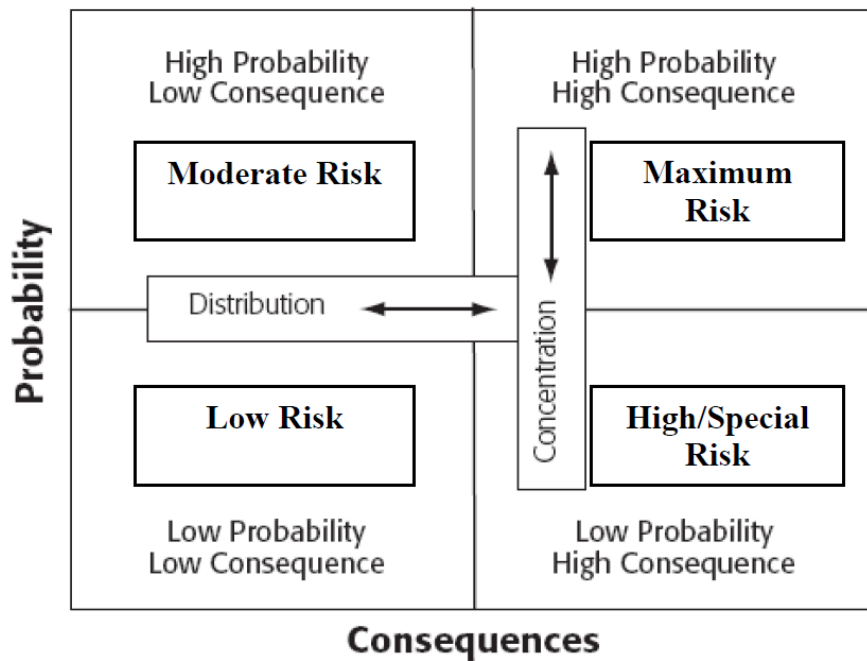 High Probability
Low Consequence
High Probability
High Consequence
Moderate Risk
Maximum
Risk
Probability
Distribution
Concentration
Low Risk
High/Special
Risk
Low Probability
Low Consequence
Low Probability
High Consequence
Consequences